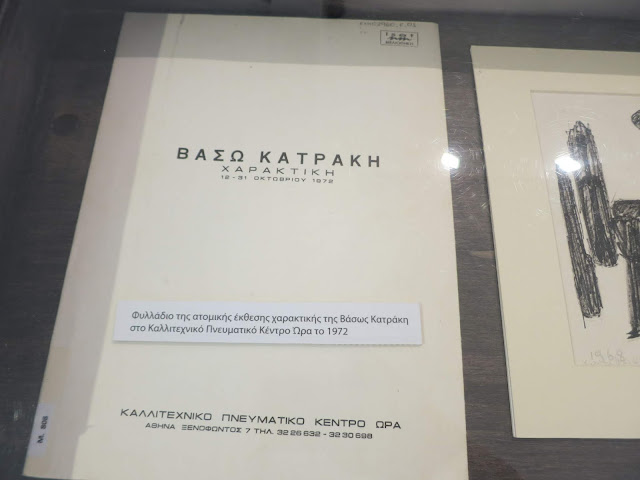 ΒΑΣΩ ΚΑΤΡΑΚΗ
ΧΑΡΑΚΤΙΚΗ
12-31 ΟΚΤΩΒΡΙΟΥ 1972
Φυλλάδιο της ατομικής έκθεσης χαρακτικής της Βάσως Κατράκη
στο Καλλιτεχνικό Πνευματικό Κέντρο Ώρα το 1972
ΚΑΛΛΙΤΕΧΝΙΚΟ ΠΝΕΥΜΑΤΙΚΟ ΚΕΝΤΡΟ ΩΡΑ
ΑΘΗΝΑ ΞΕΝΟΦΩΝΤΟΣ 7 ΤΗΛ. 32 26 632 - 32 30 698
Μ. 808
1968